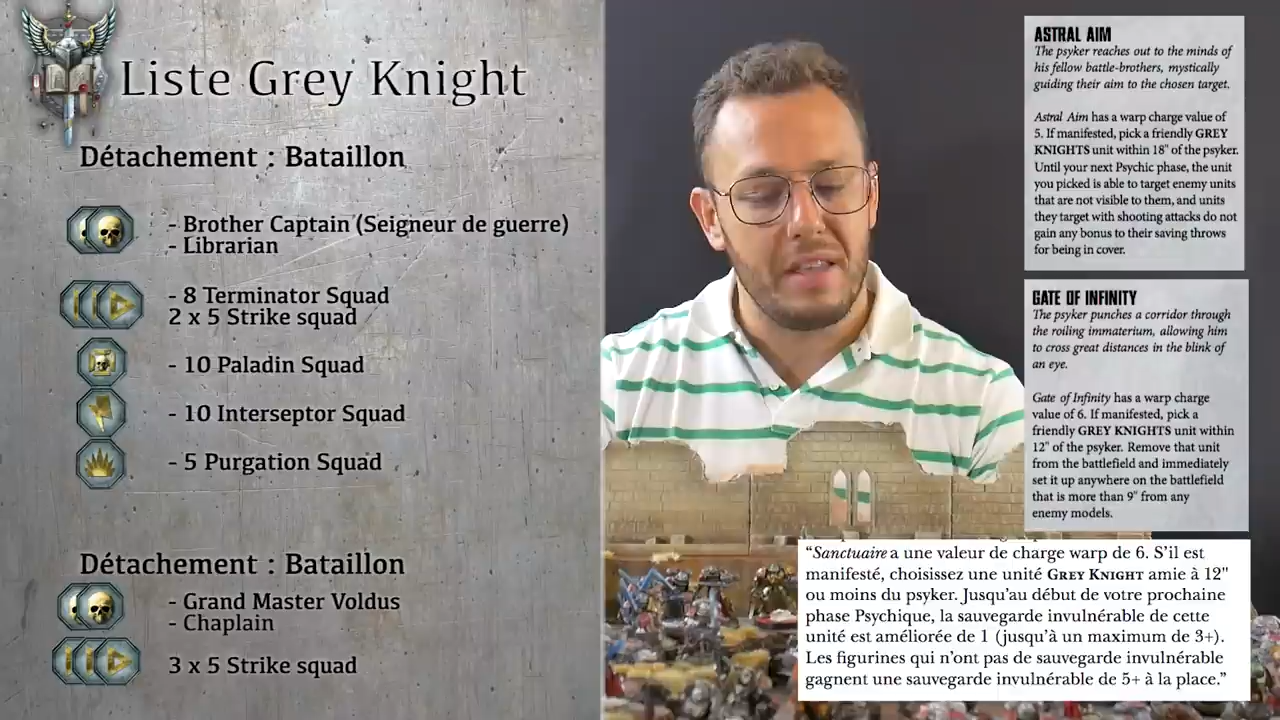 Liste Grey Knight
Détachement : Bataillon
- Brother Captain (Seigneur de guerre)
- Librarian
- 8 Terminator Squad
2 x 5 Strike squad
- 10 Paladin Squad
- 10 Interseptor Squad
- 5 Purgation Squad
Détachement : Bataillon
- Grand Master Voldus
- Chaplain
3 x 5 Strike squad
ASTRAL AIM
The psyker reaches out to the minds of
his fellow battle-brothers, mystically
guiding their aim to the chosen target.
Astral Aim has a warp charge value of
5. If manifested, pick a friendly GREY
KNIGHTS unit within 18" of the psyker.
Until your next Psychic phase, the unit
you picked is able to target enemy units
that are not visible to them, and units
they target with shooting attacks do not
gain any bonus to their saving throws
for being in cover.
GATE OF INFINITY
The psyker punches a corridor through
the roiling immaterium, allowing him
to cross great distances in the blink of
an eye.
Gate of Infinity has a warp charge
value of 6. If manifested, pick a
friendly GREY KNIGHTS unit within
12" of the psyker. Remove that unit
from the battlefield and immediately
set it up anywhere on the battlefield
that is more than 9" from any
enemy models.
“Sanctuaire a une valeur de charge warp de 6. S’il est
manifesté, choisissez une unité GREY KNIGHT amie à 12"
ou moins du psyker. Jusqu’au début de votre prochaine
phase Psychique, la sauvegarde invulnérable de cette
unité est améliorée de 1 (jusqu’à un maximum de 3+).
Les figurines qui n’ont pas de sauvegarde invulnérable
gagnent une sauvegarde invulnérable de 5+ à la place.”